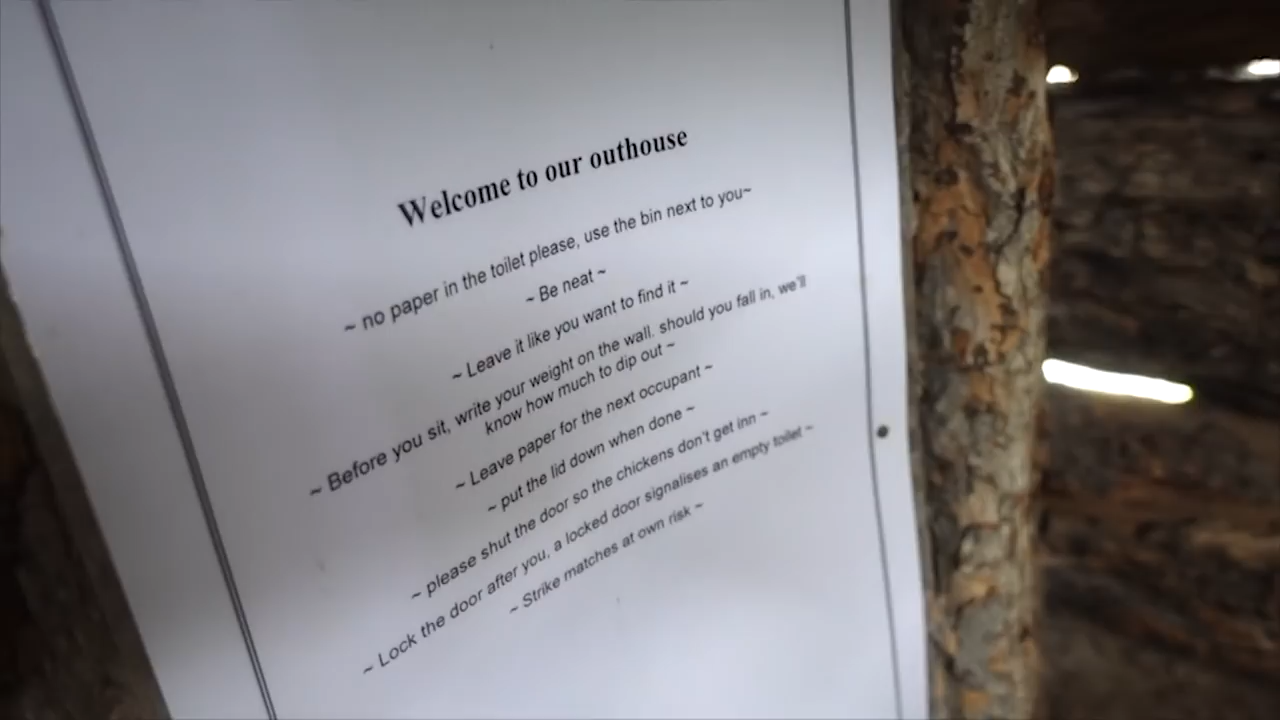 Welcome to our outhouse
~ no paper in the toilet please, use the bin next to you~
~ Be neat ~
~ Leave it like you want to find it ~
~ Before you sit, write your weight on the wall. should you fall in, we'll
know how much to dip out ~
~ Leave paper for the next occupant ~
~ put the lid down when done ~
~ please shut the door so the chickens don't get inn ~
~ Lock the door after you, a locked door signalises an empty toilet ~
~ Strike matches at own risk ~